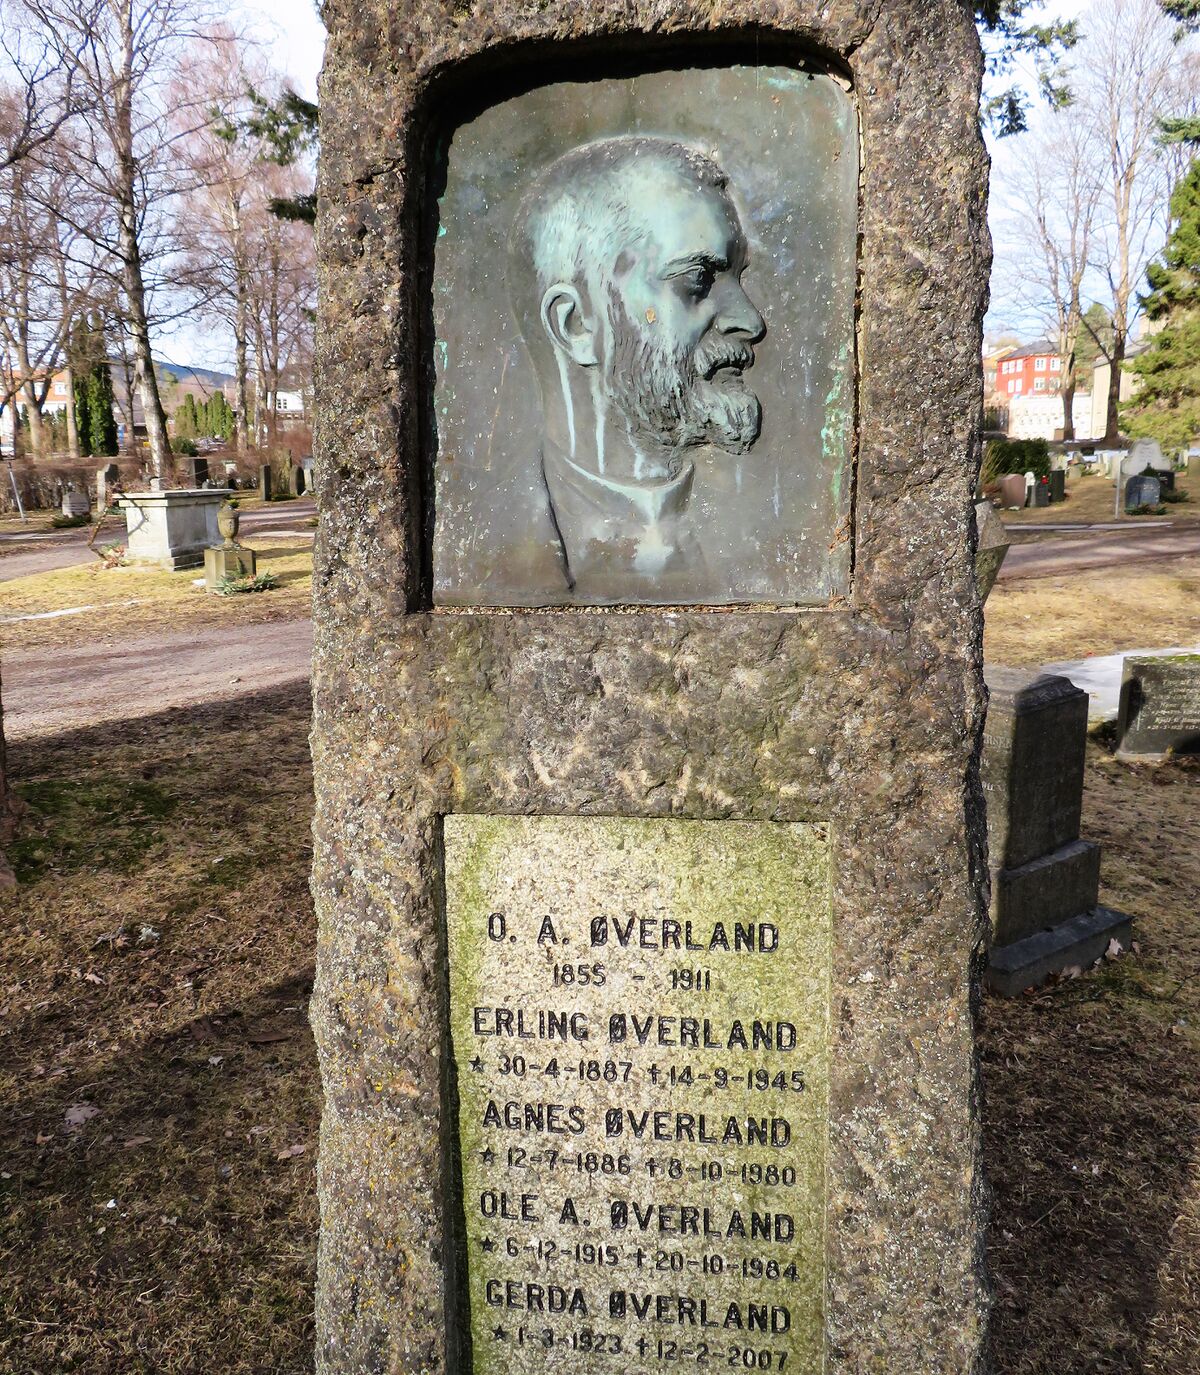 O. A. ØVERLAND
1855 - 1911
ERLING ØVERLAND
★ 30-4-1887 † 14-9-1945
AGNES ØVERLAND
★ 12-7-1886 † 8-10-1980
OLE A. ØVERLAND
★ 6-12-1915 † 20-10-1984
GERDA ØVERLAND
★ 1-3-1923 † 12-2-2007